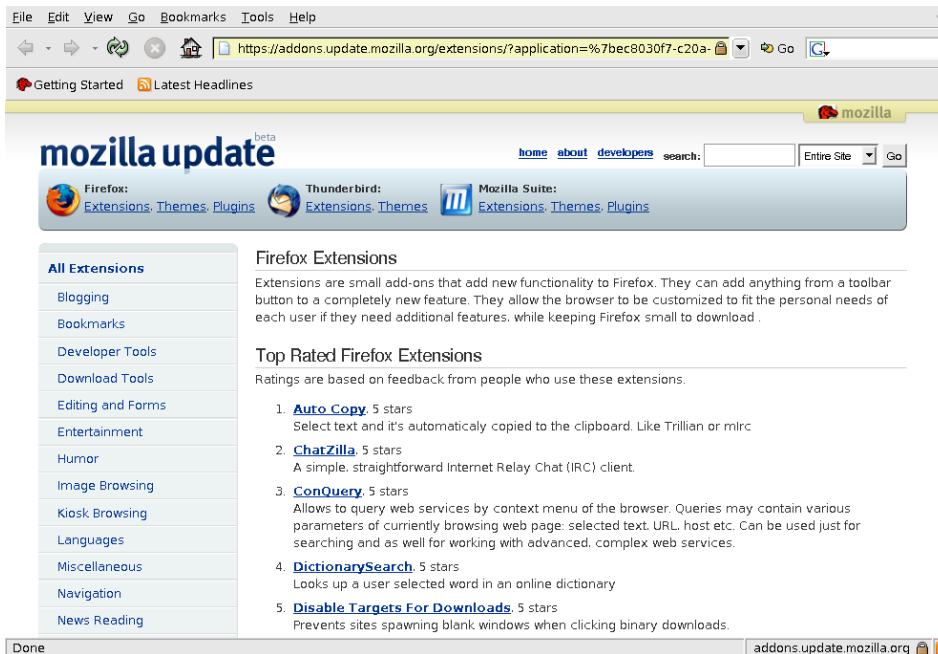 File Edit View Go Bookmarks Tools Help
https://addons.update.mozilla.org/extensions/?application=%7bec8030f7-c20a- Go G
Getting Started Latest Headlines
mozilla
mozilla update beta
home about developers search: Entire Site Go
Firefox: Thunderbird: Mozilla Suite:
Extensions, Themes, Plugins Extensions, Themes Extensions, Themes, Plugins
All Extensions
Blogging
Bookmarks
Developer Tools
Download Tools
Editing and Forms
Entertainment
Humor
Image Browsing
Kiosk Browsing
Languages
Miscellaneous
Navigation
News Reading
Firefox Extensions
Extensions are small add-ons that add new functionality to Firefox. They can add anything from a toolbar
button to a completely new feature. They allow the browser to be customized to fit the personal needs of
each user if they need additional features, while keeping Firefox small to download .
Top Rated Firefox Extensions
Ratings are based on feedback from people who use these extensions.
1. Auto Copy, 5 stars
Select text and it's automaticaly copied to the clipboard. Like Trillian or mIrc
2. ChatZilla, 5 stars
A simple, straightforward Internet Relay Chat (IRC) client.
3. ConQuery, 5 stars
Allows to query web services by context menu of the browser. Queries may contain various
parameters of currently browsing web page: selected text, URL, host etc. Can be used just for
searching and as well for working with advanced, complex web services.
4. DictionarySearch, 5 stars
Looks up a user selected word in an online dictionary
5. Disable Targets For Downloads, 5 stars
Prevents sites spawning blank windows when clicking binary downloads.
Done addons.update.mozilla.org